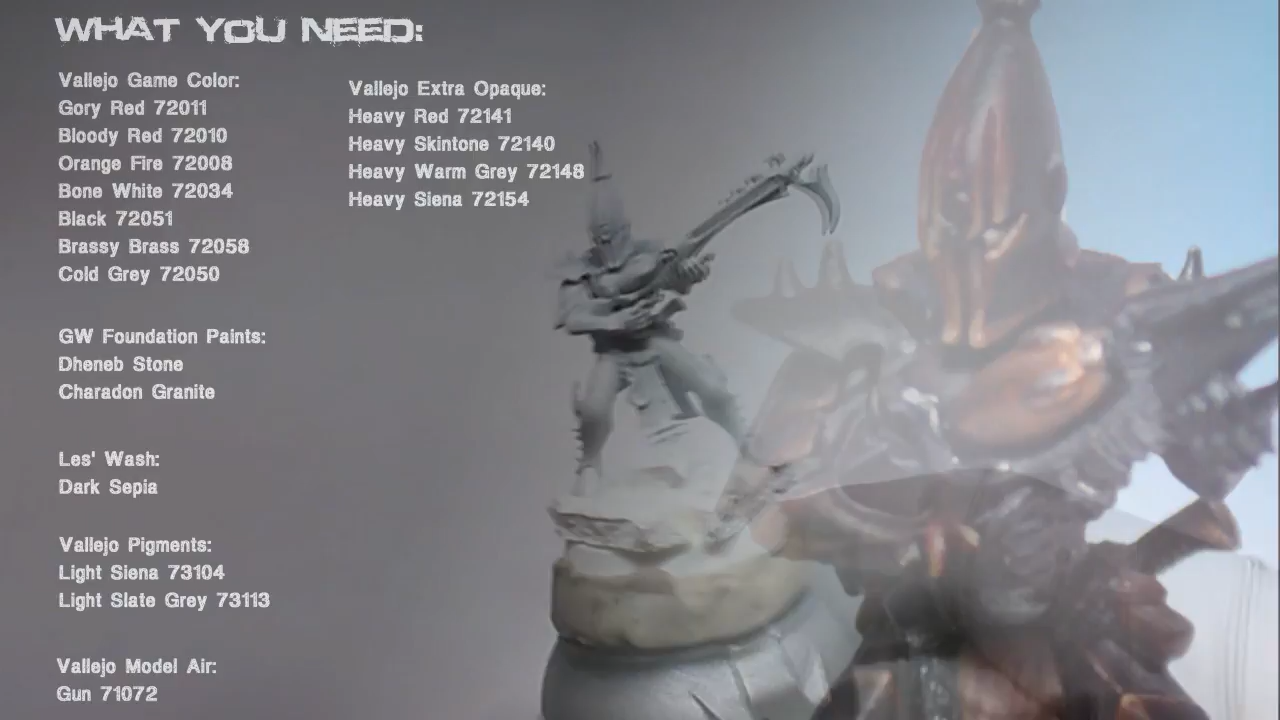 WHAT YOU NEED:
Vallejo Game Color:
Gory Red 72011
Bloody Red 72010
Orange Fire 72008
Bone White 72034
Black 72051
Brassy Brass 72058
Cold Grey 72050
GW Foundation Paints:
Dheneb Stone
Charadon Granite
Les' Wash:
Dark Sepia
Vallejo Pigments:
Light Siena 73104
Light Slate Grey 73113
Vallejo Model Air:
Gun 71072
Vallejo Extra Opaque:
Heavy Red 72141
Heavy Skintone 72140
Heavy Warm Grey 72148
Heavy Siena 72154